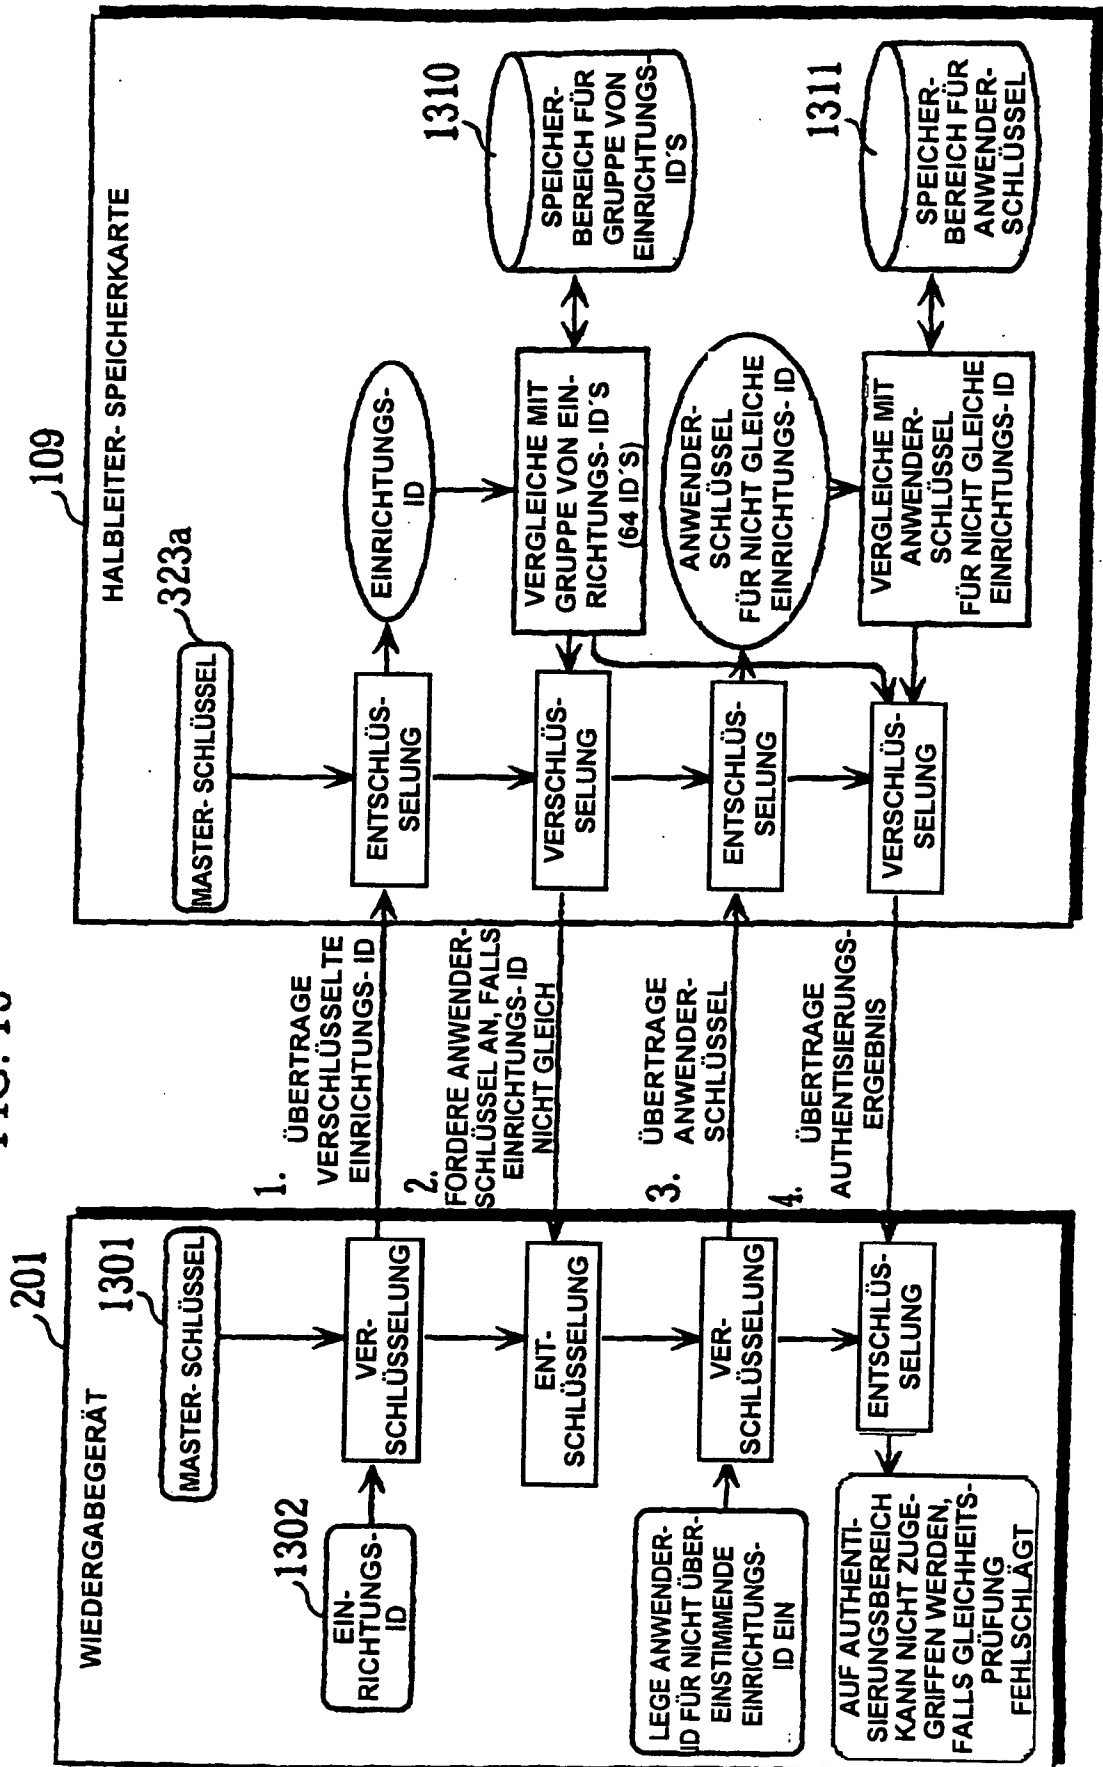 201
WIEDERGABEGERÄT
1301
MASTER-SCHLÜSSEL
1302
EIN-
RICHTUNGS-
ID
VER-
SCHLÜSSELUNG
ENT-
SCHLÜSSELUNG
LEGE ANWENDER-
ID FÜR NICHT ÜBER-
EINSTIMMENDE
EINRICHTUNGS-
ID EIN
VER-
SCHLÜSSELUNG
ENTSCHLÜS-
SELUNG
AUF AUTHENTI-
SIERUNGSBEREICH
KANN NICHT ZUGE-
GRIFFEN WERDEN,
FALLS GLEICHHEITS-
PRÜFUNG
FEHLSCHLÄGT
1.
ÜBERTRAGE
VERSCHLÜSSELTE
EINRICHTUNGS-ID
2.
FORDERE ANWENDER-
SCHLÜSSEL AN, FALLS
EINRICHTUNGS-ID
NICHT GLEICH
3.
ÜBERTRAGE
ANWENDER-
SCHLÜSSEL
4.
ÜBERTRAGE
AUTHENTISIERUNGS-
ERGEBNIS
109
HALBLEITER-SPEICHERKARTE
323a
MASTER-SCHLÜSSEL
ENTSCHLÜS-
SELUNG
EINRICHTUNGS-
ID
VERSCHLÜS-
SELUNG
VERGLEICHE MIT
GRUPPE VON EIN-
RICHTUNGS-ID´S
(64 ID´S)
1310
SPEICHER-
BEREICH FÜR
GRUPPE VON
EINRICHTUNGS-
ID´S
ENTSCHLÜS-
SELUNG
ANWENDER-
SCHLÜSSEL
FÜR NICHT GLEICHE
EINRICHTUNGS-ID
VERSCHLÜS-
SELUNG
VERGLEICHE MIT
ANWENDER-
SCHLÜSSEL
FÜR NICHT GLEICHE
EINRICHTUNGS-ID
1311
SPEICHER-
BEREICH FÜR
ANWENDER-
SCHLÜSSEL